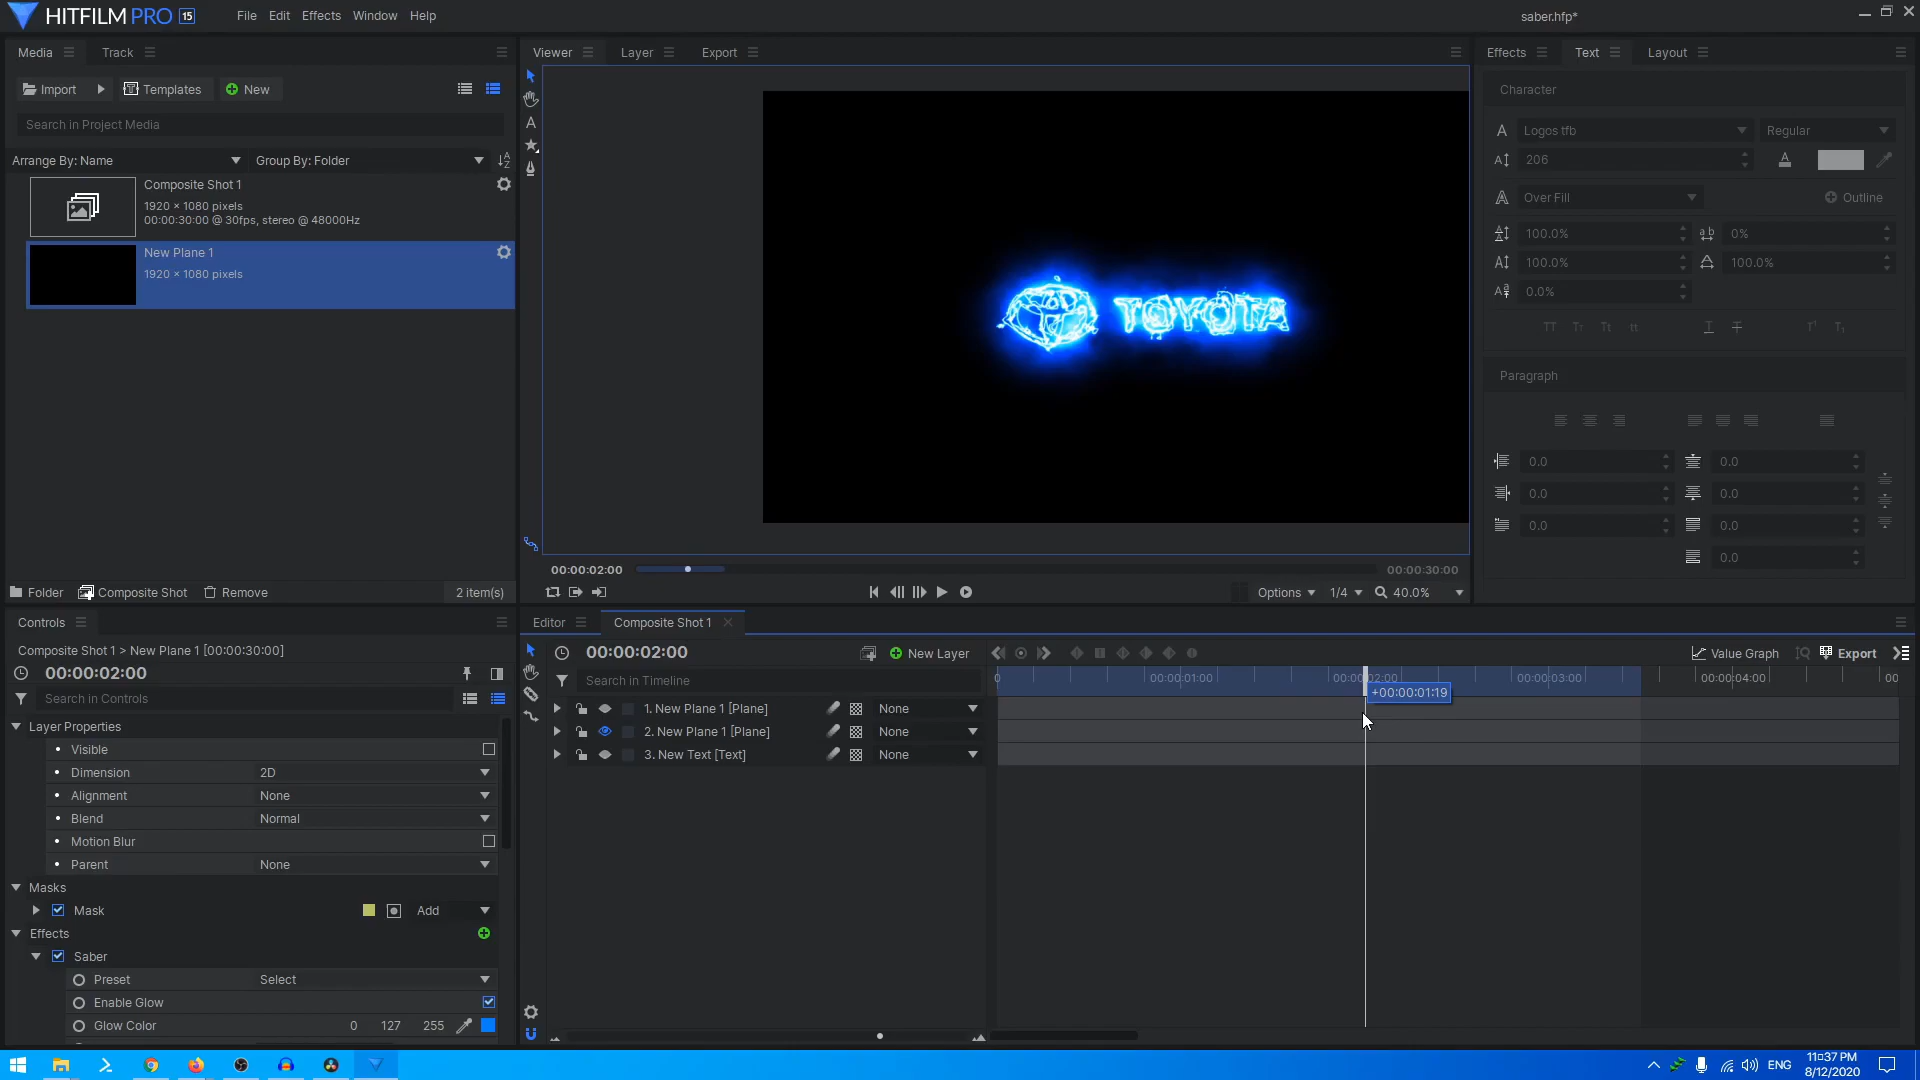 HITFILM PRO 15
File Edit Effects Window Help
saber.hfp*
Media
Track
Import
Templates
New
Search in Project Media
Arrange By: Name
Group By: Folder
Composite Shot 1
1920 × 1080 pixels
00:00:30:00 @ 30fps, stereo @ 48000Hz
New Plane 1
1920 × 1080 pixels
Folder
Composite Shot
Remove
2 item(s)
Viewer
Layer
Export
TOYOTA
00:00:02:00
00:00:30:00
Options
1/4
40.0%
Effects
Text
Layout
Character
Logos tfb
Regular
206
Over Fill
Outline
100.0%
0%
100.0%
100.0%
0.0%
Paragraph
0.0
0.0
0.0
0.0
0.0
0.0
0.0
Controls
Composite Shot 1 > New Plane 1 [00:00:30:00]
00:00:02:00
Search in Controls
Layer Properties
Visible
Dimension 2D
Alignment None
Blend Normal
Motion Blur
Parent None
Masks
Mask Add
Effects
Saber
Preset Select
Enable Glow
Glow Color 0 127 255
Editor
Composite Shot 1
00:00:02:00
New Layer
Value Graph
Export
Search in Timeline
0 00:00:01:00 00:00:02:00 00:00:03:00 00:00:04:00 00
+00:00:01:19
1. New Plane 1 [Plane] None
2. New Plane 1 [Plane] None
3. New Text [Text] None
ENG
11:37 PM
8/12/2020